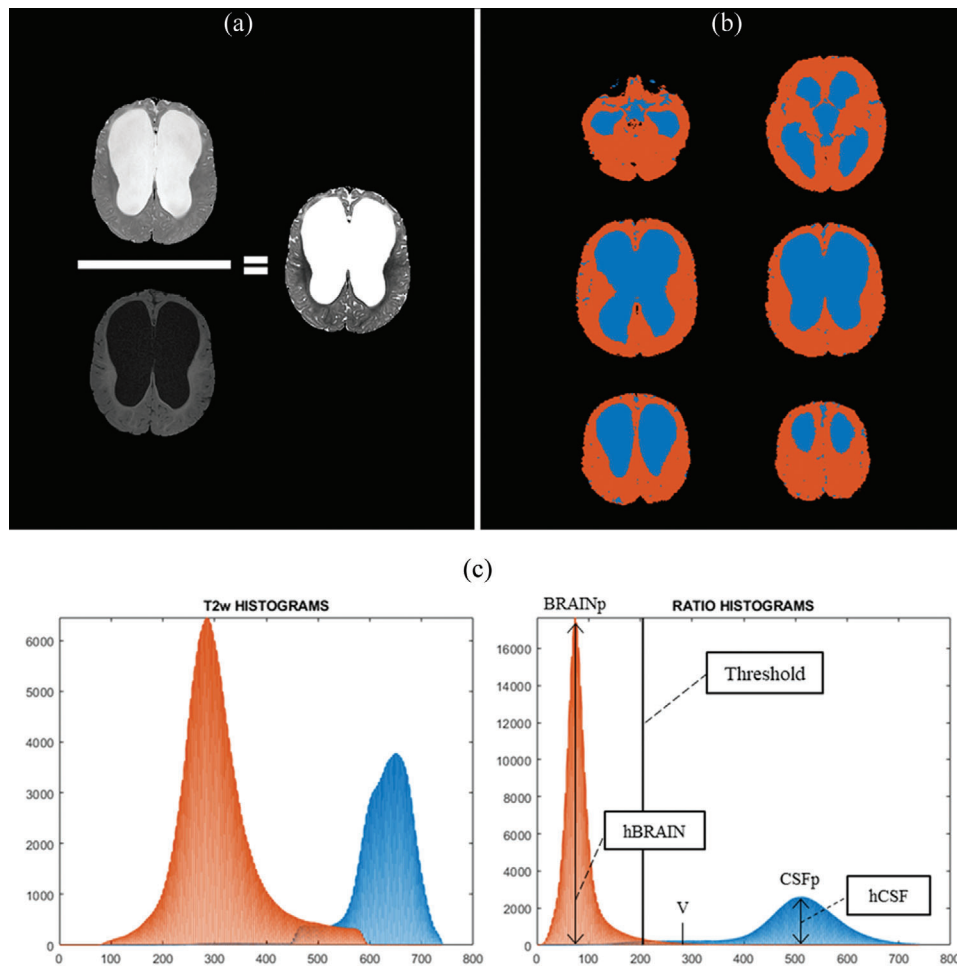 (a)
(b)
(c)
T2w HISTOGRAMS
6000
5000
4000
3000
2000
1000
0
0 100 200 300 400 500 600 700 800
BRAINp
RATIO HISTOGRAMS
16000
14000
12000
10000
8000
6000
4000
2000
0
Threshold
hBRAIN
V
CSFp
hCSF
0 100 200 300 400 500 600 700 800